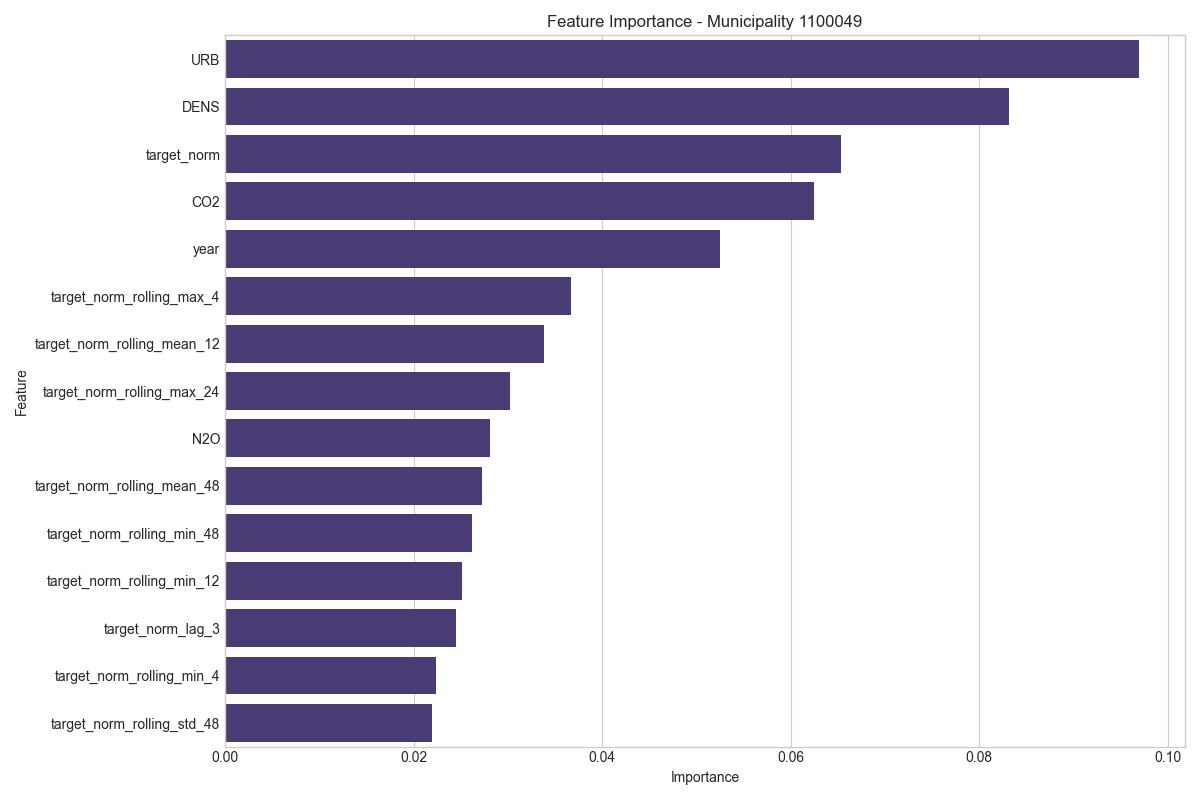 Feature Importance - Municipality 1100049
URB
DENS
target_norm
CO2
year
target_norm_rolling_max_4
target_norm_rolling_mean_12
target_norm_rolling_max_24
N2O
target_norm_rolling_mean_48
target_norm_rolling_min_48
target_norm_rolling_min_12
target_norm_lag_3
target_norm_rolling_min_4
target_norm_rolling_std_48
Feature
0.00 0.02 0.04 0.06 0.08 0.10
Importance